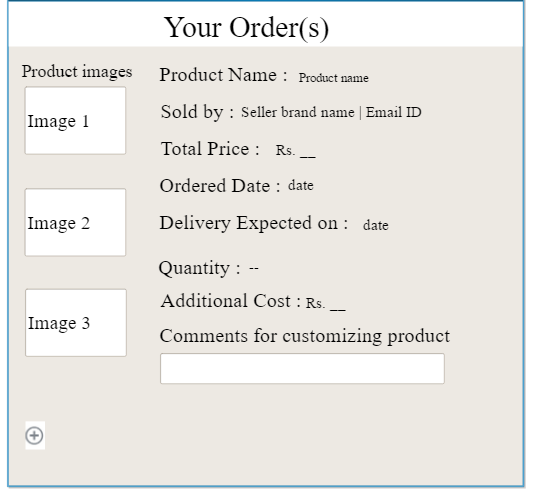 Your Order(s)
Product images
Image 1
Image 2
Image 3
Product Name : Product name
Sold by : Seller brand name | Email ID
Total Price : Rs. __
Ordered Date : date
Delivery Expected on : date
Quantity : --
Additional Cost : Rs. __
Comments for customizing product